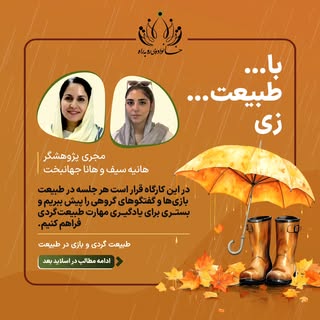 با...
طبیعت...
زی
مجری پژوهشگر
هانیه سیف و هانا جهانبخت
در این کارگاه قرار است هر جلسه در طبیعت
بازی‌ها و گفتگوهای گروهی را پیش ببریم و
بستری برای یادگیری مهارت طبیعت‌گردی
فراهم کنیم.
طبیعت گردی و بازی در طبیعت
ادامه مطالب در اسلاید بعد